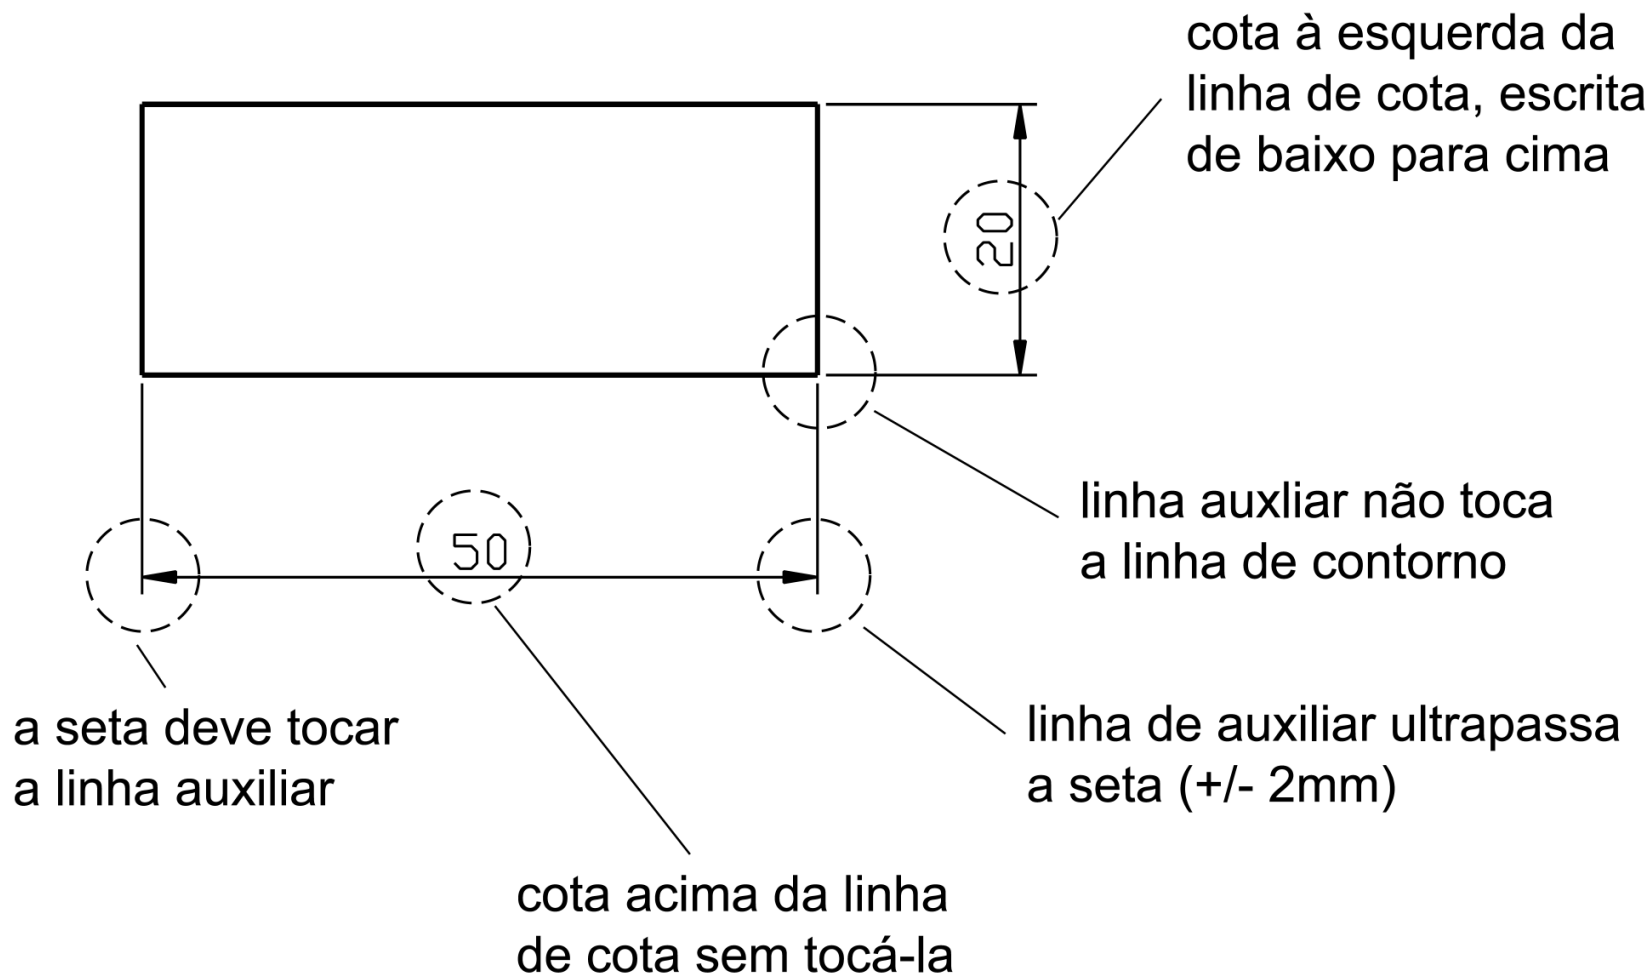 cota à esquerda da
linha de cota, escrita
de baixo para cima
20
linha auxliar não toca
a linha de contorno
50
a seta deve tocar
a linha auxiliar
linha de auxiliar ultrapassa
a seta (+/- 2mm)
cota acima da linha
de cota sem tocá-la